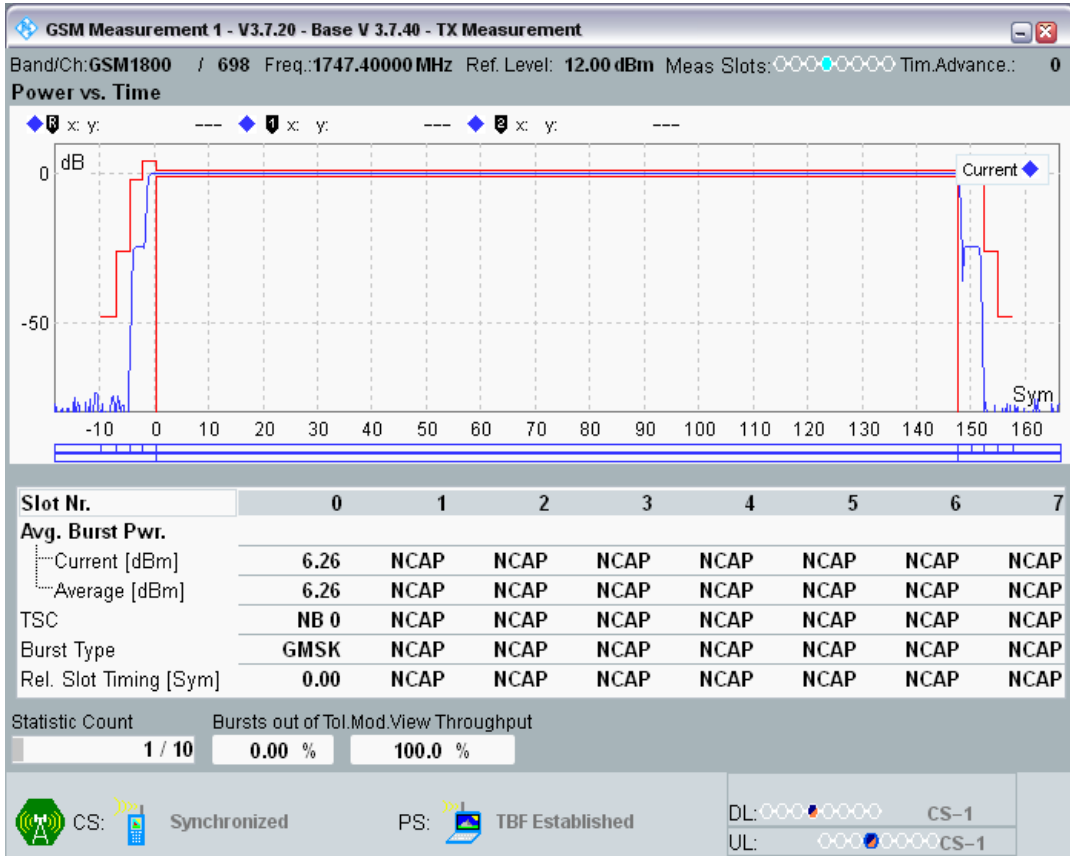 GSM Measurement 1 - V3.7.20 - Base V 3.7.40 - TX Measurement
Band/Ch:GSM1800 / 698 Freq.:1747.40000 MHz Ref. Level: 12.00 dBm Meas Slots: Tim.Advance.: 0
Power vs. Time
R x: y: --- 1 x: y: --- 2 x: y: ---
dB
Current
0
-50
Sym
-10 0 10 20 30 40 50 60 70 80 90 100 110 120 130 140 150 160
Slot Nr. 0 1 2 3 4 5 6 7
Avg. Burst Pwr.
Current [dBm] 6.26 NCAP NCAP NCAP NCAP NCAP NCAP NCAP
Average [dBm] 6.26 NCAP NCAP NCAP NCAP NCAP NCAP NCAP
TSC NB 0 NCAP NCAP NCAP NCAP NCAP NCAP NCAP
Burst Type GMSK NCAP NCAP NCAP NCAP NCAP NCAP NCAP
Rel. Slot Timing [Sym] 0.00 NCAP NCAP NCAP NCAP NCAP NCAP NCAP
Statistic Count Bursts out of Tol. Mod.View Throughput
1 / 10 0.00 % 100.0 %
CS: Synchronized PS: TBF Established DL: CS-1
UL: CS-1